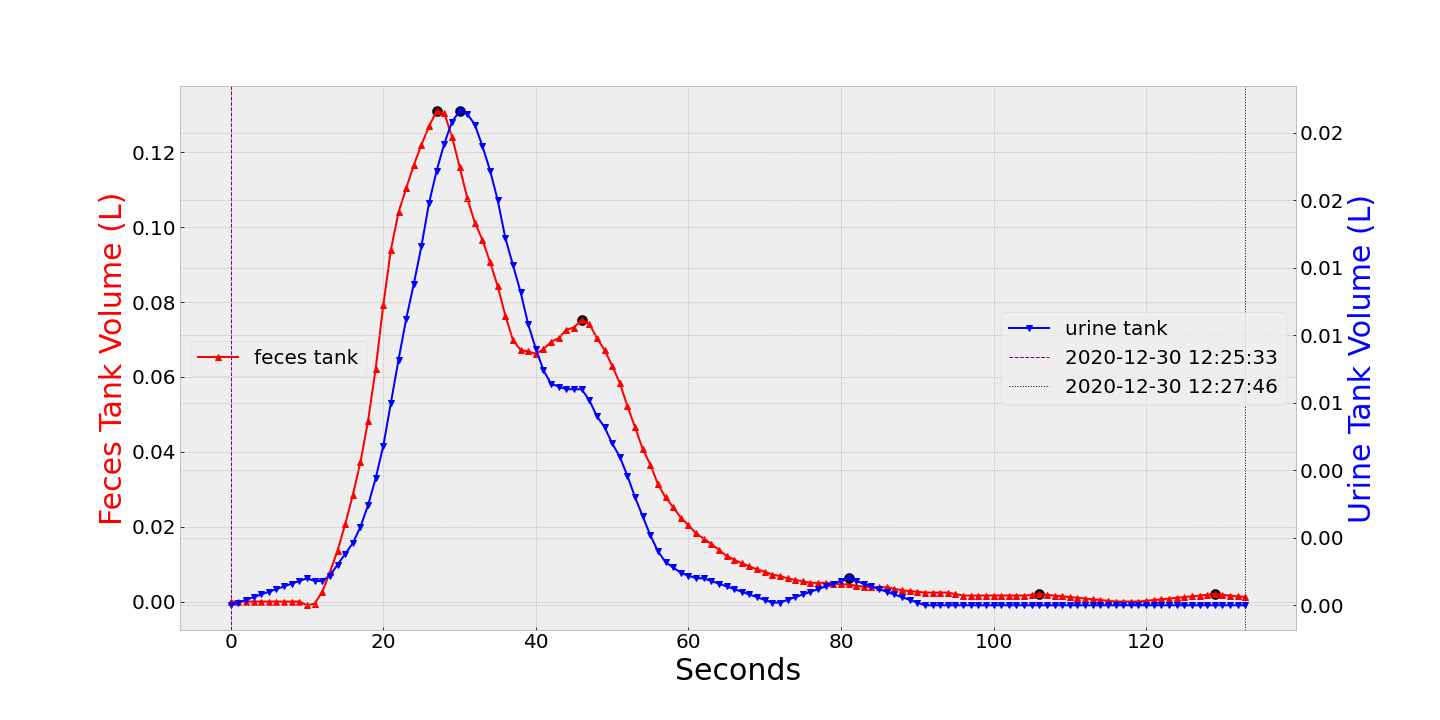 Feces Tank Volume (L)
0.12
0.10
0.08
0.06
0.04
0.02
0.00
feces tank
urine tank
2020-12-30 12:25:33
2020-12-30 12:27:46
0.02
0.02
0.01
0.01
0.01
0.00
0.00
0.00
Urine Tank Volume (L)
0 20 40 60 80 100 120
Seconds